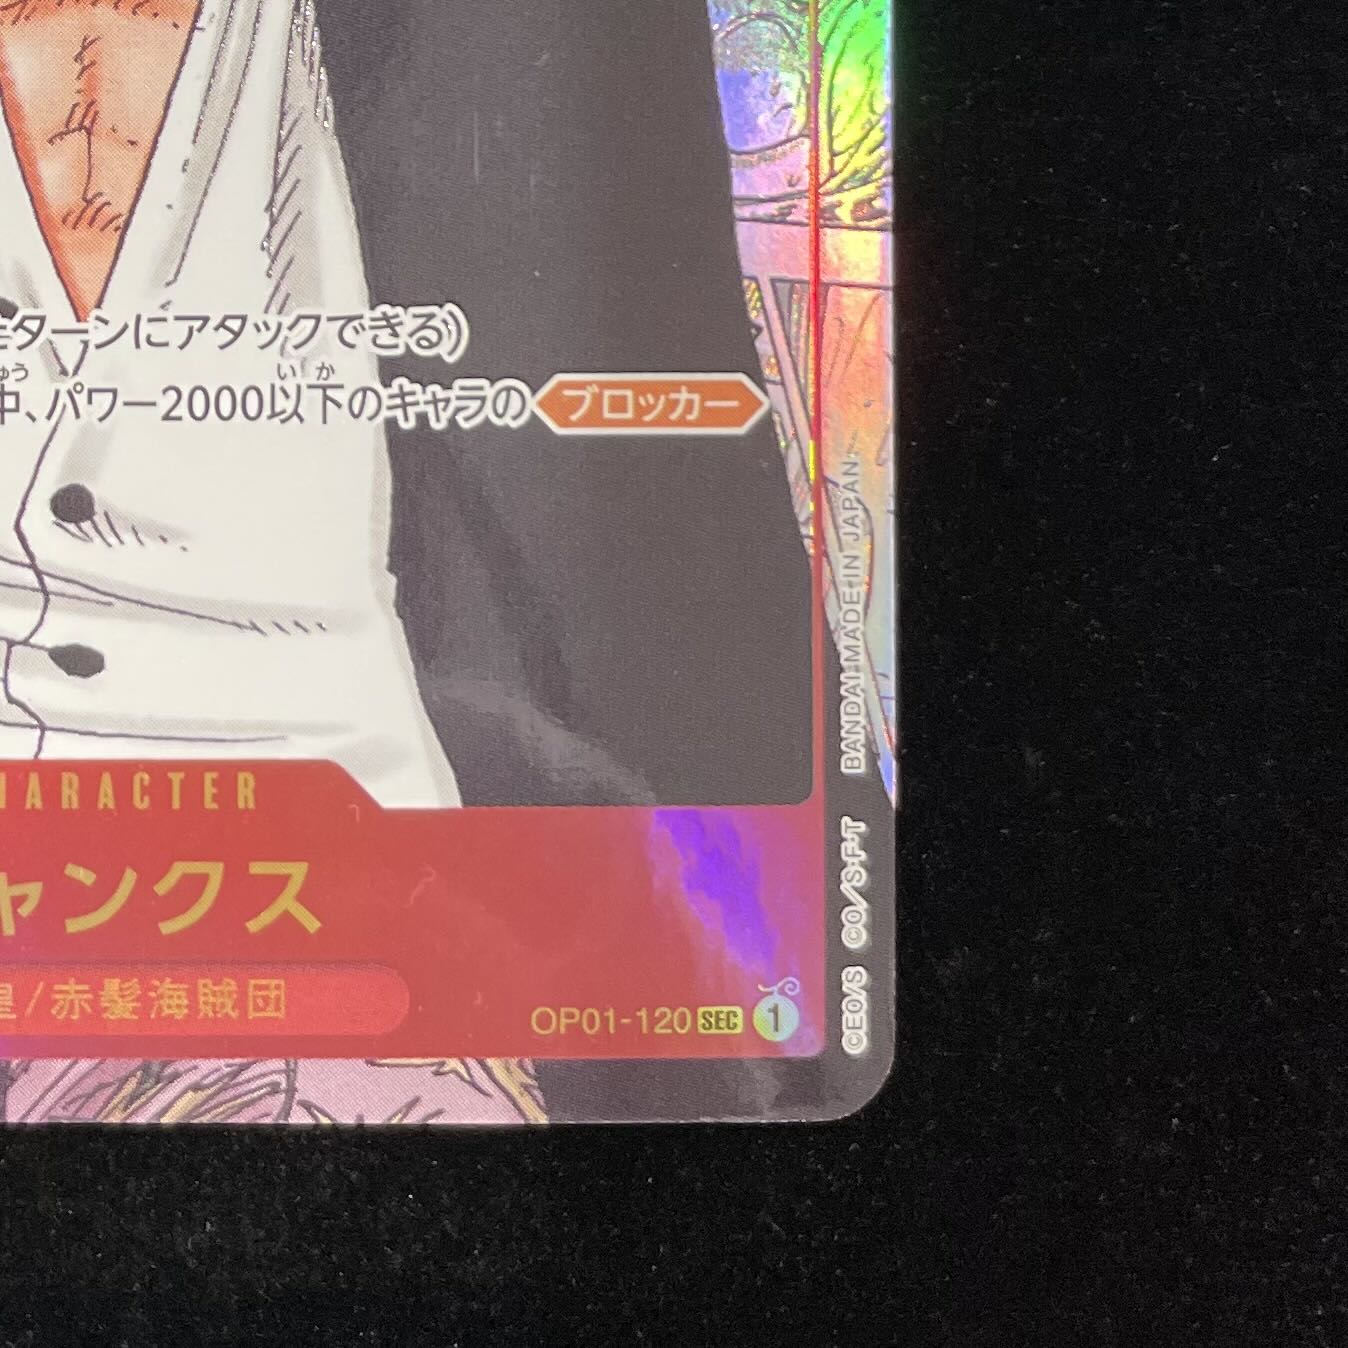 ターンにアタックできる)
ゅう いか
中、パワー2000以下のキャラの ブロッカー
BANDAI MADE IN JAPAN.
HARACTER
ャンクス
皇/赤髪海賊団
OP01-120 SEC 1
©EO/S CO/S・F・T